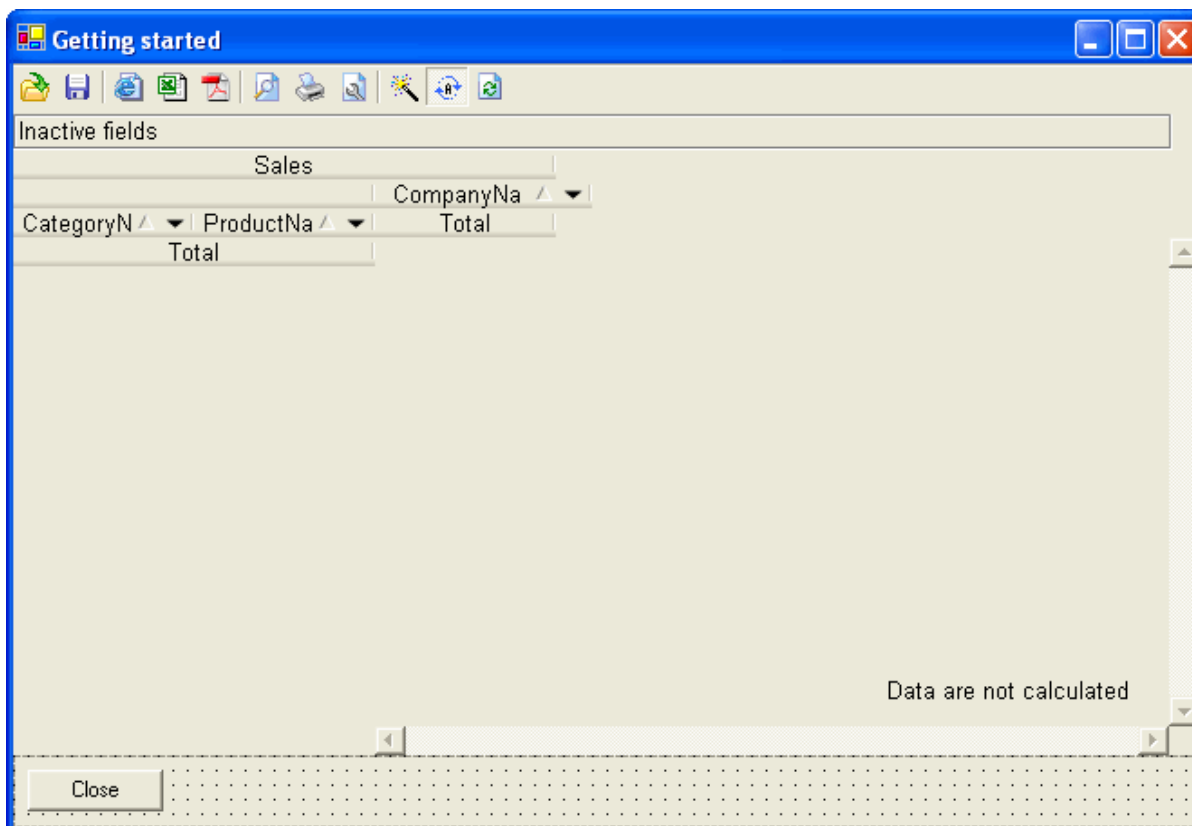 Getting started
Inactive fields
Sales
CompanyNa
CategoryN ProductNa Total
Total
Data are not calculated
Close